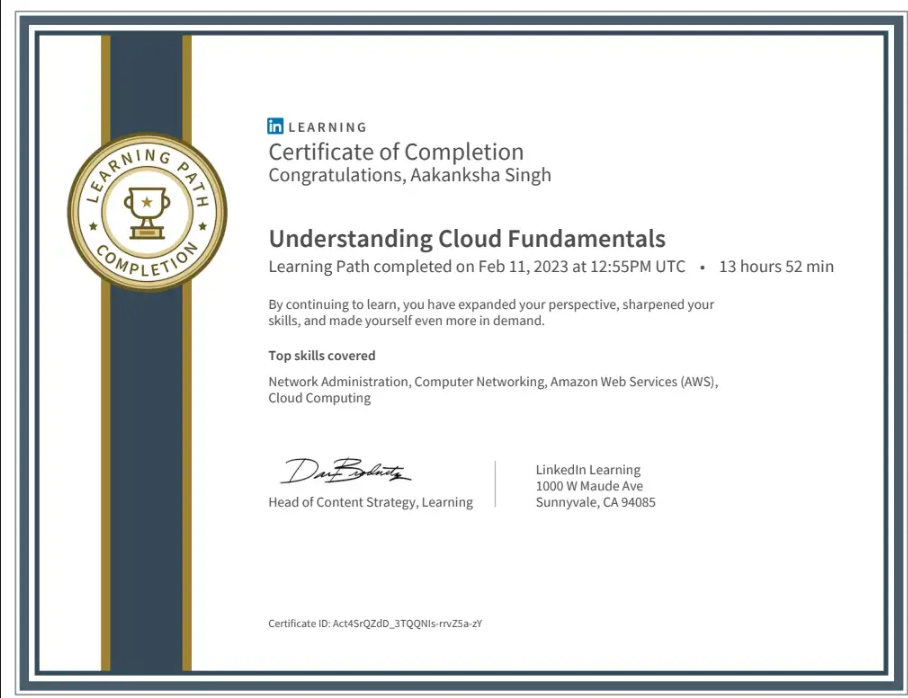 LEARNING PATH
COMPLETION
in LEARNING
Certificate of Completion
Congratulations, Aakanksha Singh
Understanding Cloud Fundamentals
Learning Path completed on Feb 11, 2023 at 12:55PM UTC • 13 hours 52 min
By continuing to learn, you have expanded your perspective, sharpened your
skills, and made yourself even more in demand.
Top skills covered
Network Administration, Computer Networking, Amazon Web Services (AWS),
Cloud Computing
Head of Content Strategy, Learning
LinkedIn Learning
1000 W Maude Ave
Sunnyvale, CA 94085
Certificate ID: Act4SrQZdD_3TQQNIs-rrvZ5a-zY